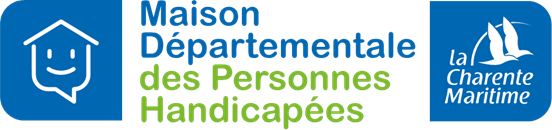 Maison
Départementale
des Personnes
Handicapées
La
Charente
Maritime